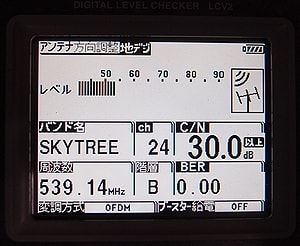 DIGITAL LEVEL CHECKER LCV2
アンテナ方向調整 地デジ
50 60 70 80 90
レベル
バンド名 ch C/N
SKYTREE 24 30.0 以上 dB
周波数 階層 BER
539.14MHz B 0.00
変調方式 OFDM ブースター給電 OFF